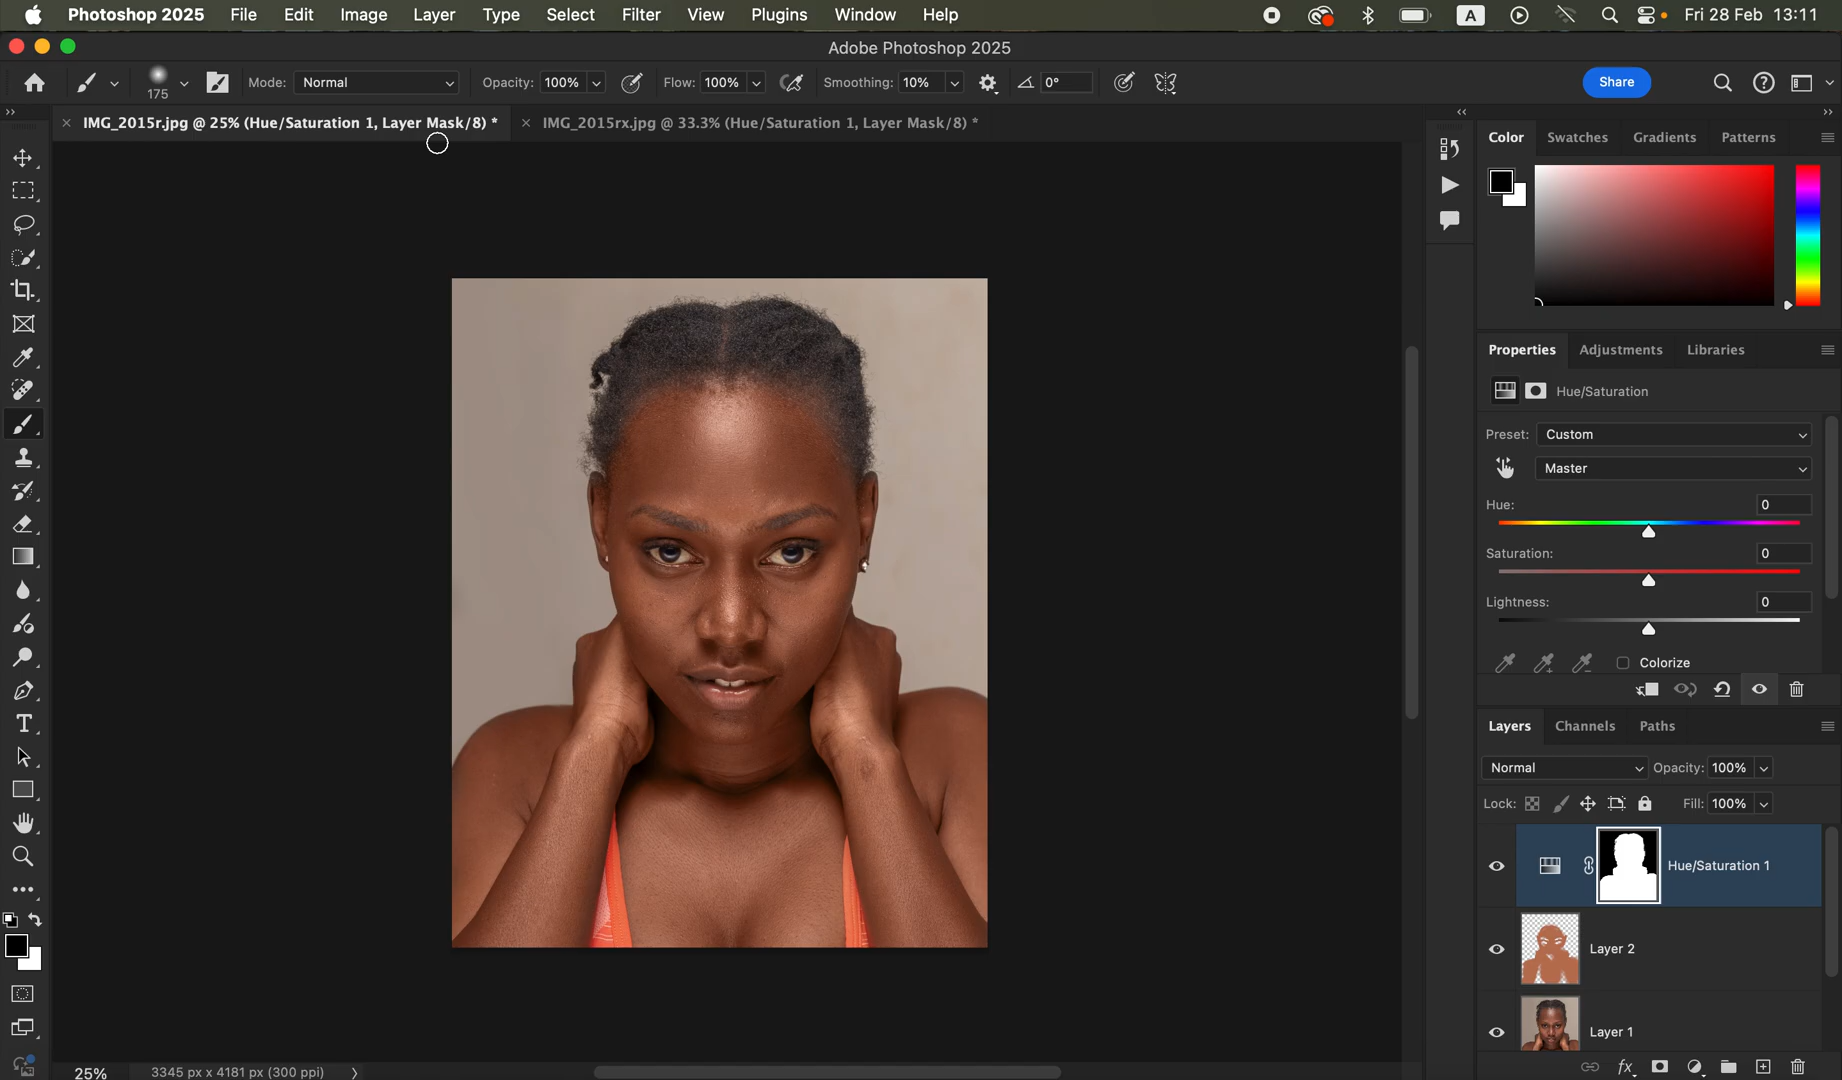 Photoshop 2025 File Edit Image Layer Type Select Filter View Plugins Window Help A Fri 28 Feb 13:11
Adobe Photoshop 2025
175 Mode: Normal Opacity: 100% Flow: 100% Smoothing: 10% 0° Share
IMG_2015r.jpg @ 25% (Hue/Saturation 1, Layer Mask/8) * IMG_2015rx.jpg @ 33.3% (Hue/Saturation 1, Layer Mask/8) *
Color Swatches Gradients Patterns
Properties Adjustments Libraries
Hue/Saturation
Preset: Custom
Master
Hue: 0
Saturation: 0
Lightness: 0
Colorize
Layers Channels Paths
Normal Opacity: 100%
Lock: Fill: 100%
Hue/Saturation 1
Layer 2
Layer 1
25% 3345 px x 4181 px (300 ppi)